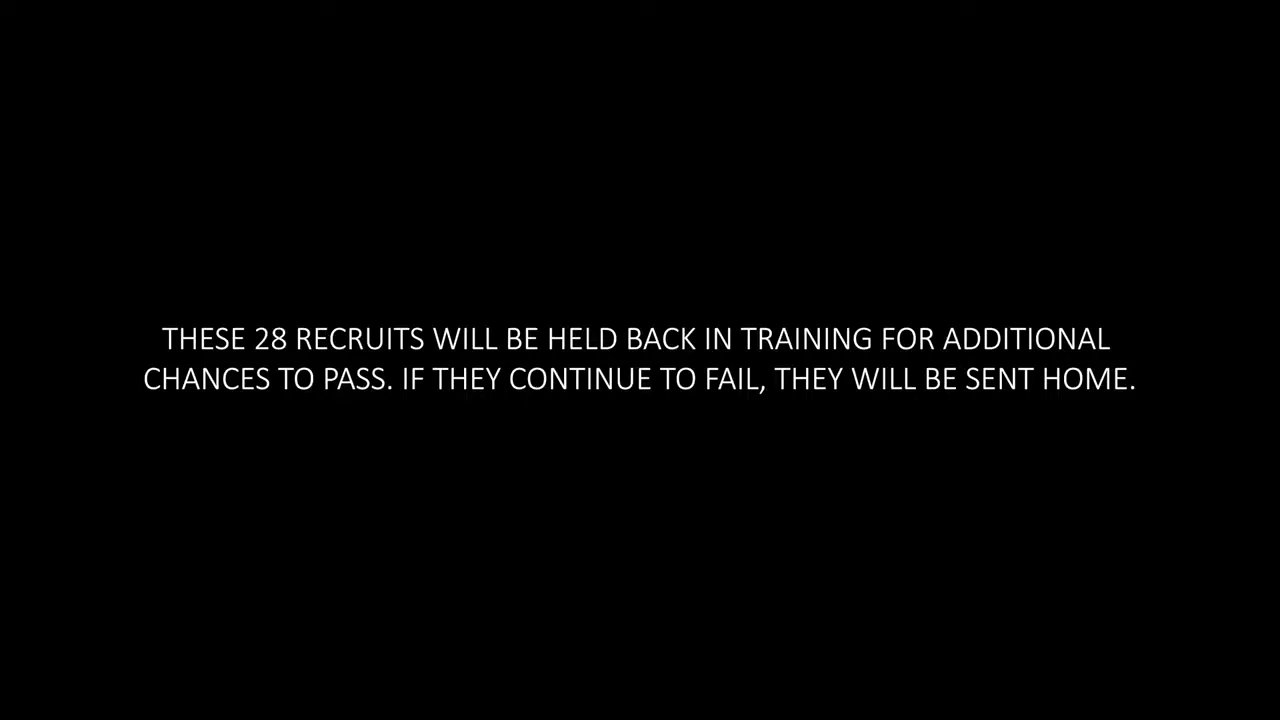 THESE 28 RECRUITS WILL BE HELD BACK IN TRAINING FOR ADDITIONAL
CHANCES TO PASS. IF THEY CONTINUE TO FAIL, THEY WILL BE SENT HOME.